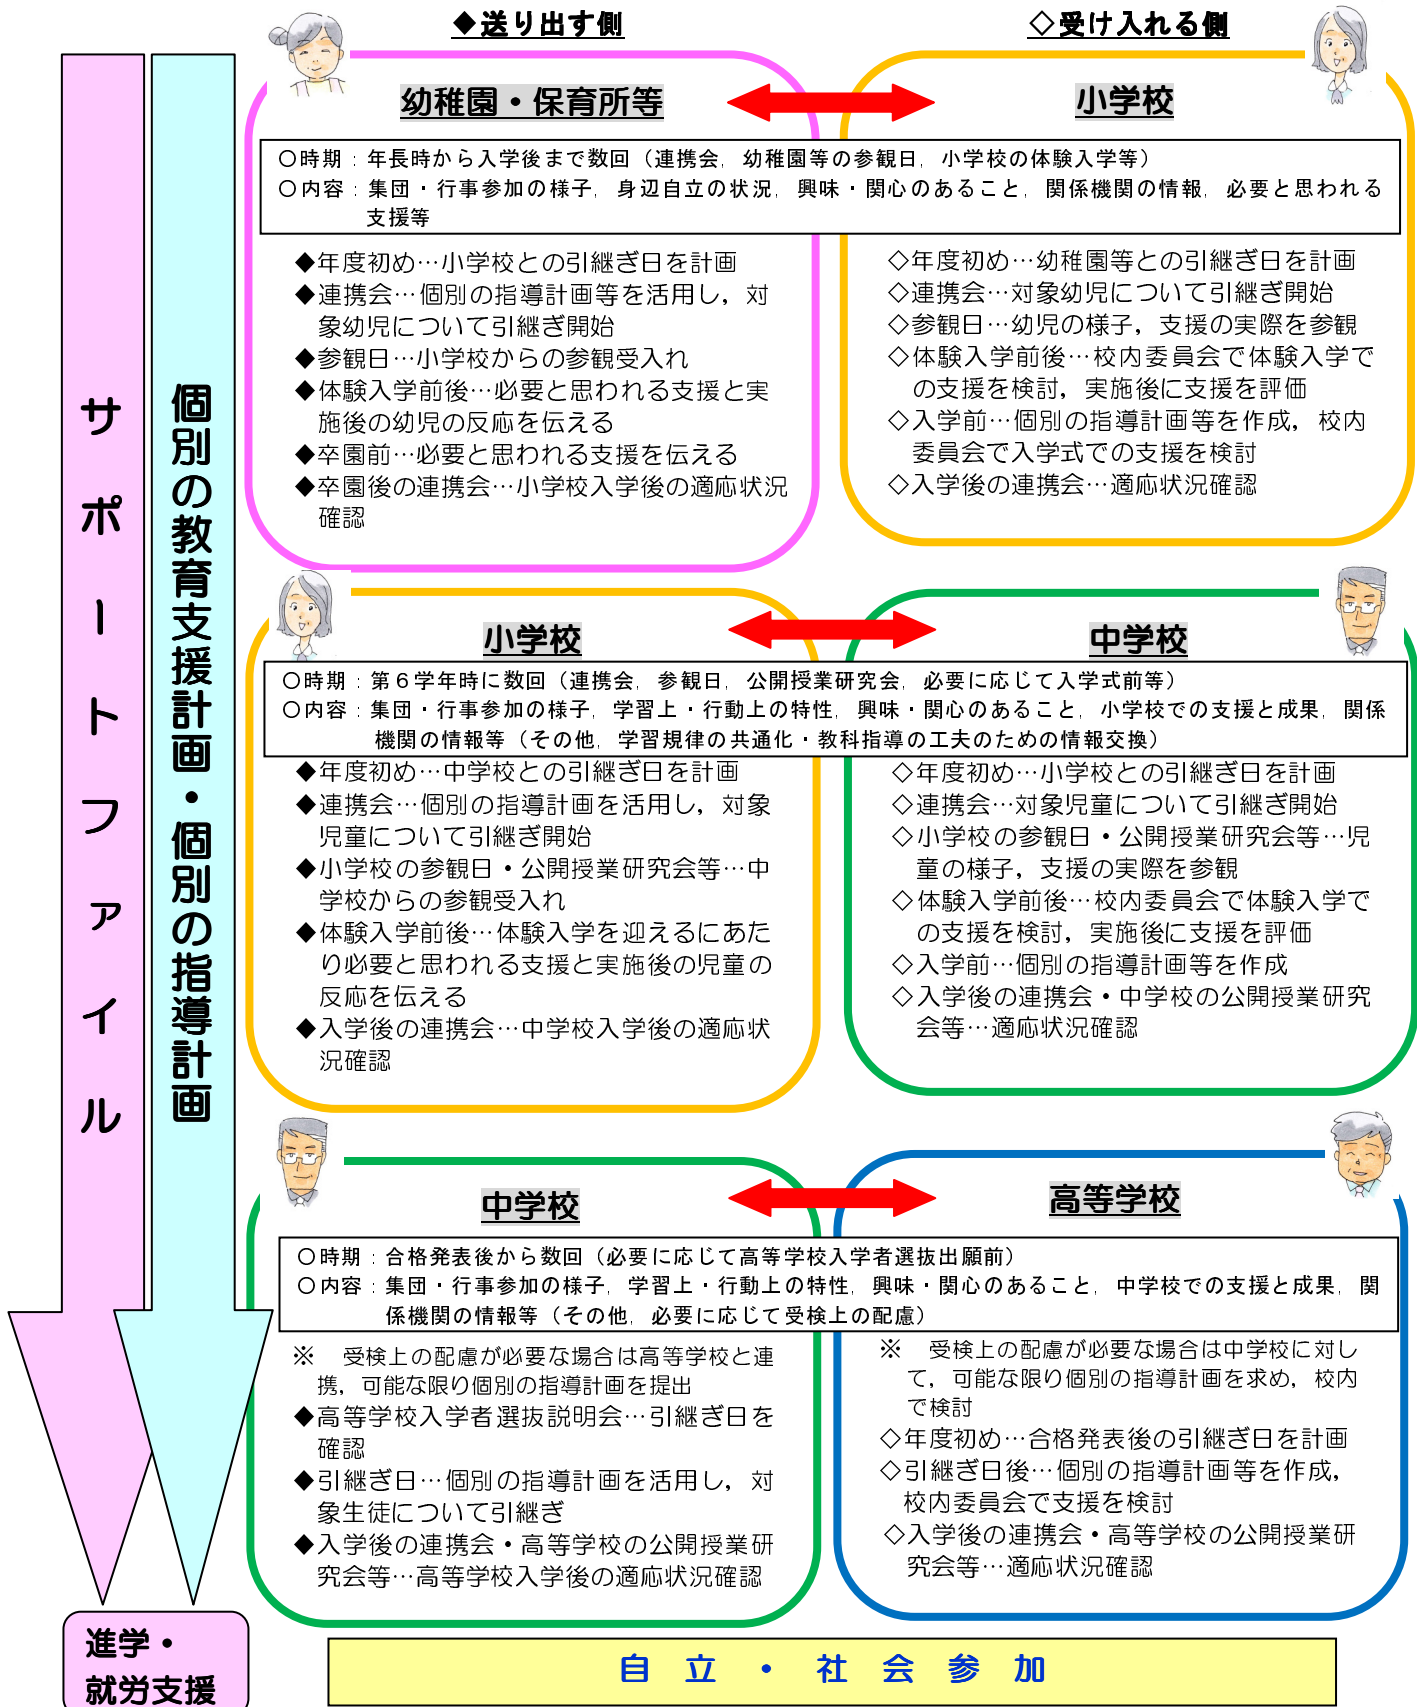 ◆送り出す側
◇受け入れる側
サポートファイル
個別の教育支援計画・個別の指導計画
幼稚園・保育所等
小学校
○時期：年長時から入学後まで数回（連携会，幼稚園等の参観日，小学校の体験入学等）
○内容：集団・行事参加の様子，身辺自立の状況，興味・関心のあること，関係機関の情報，必要と思われる
支援等
◆年度初め…小学校との引継ぎ日を計画
◆連携会…個別の指導計画等を活用し，対
象幼児について引継ぎ開始
◆参観日…小学校からの参観受入れ
◆体験入学前後…必要と思われる支援と実
施後の幼児の反応を伝える
◆卒園前…必要と思われる支援を伝える
◆卒園後の連携会…小学校入学後の適応状況
確認
◇年度初め…幼稚園等との引継ぎ日を計画
◇連携会…対象幼児について引継ぎ開始
◇参観日…幼児の様子，支援の実際を参観
◇体験入学前後…校内委員会で体験入学で
の支援を検討，実施後に支援を評価
◇入学前…個別の指導計画等を作成，校内
委員会で入学式での支援を検討
◇入学後の連携会…適応状況確認
小学校
中学校
○時期：第６学年時に数回（連携会，参観日，公開授業研究会，必要に応じて入学式前等）
○内容：集団・行事参加の様子，学習上・行動上の特性，興味・関心のあること，小学校での支援と成果，関係
機関の情報等（その他，学習規律の共通化・教科指導の工夫のための情報交換）
◆年度初め…中学校との引継ぎ日を計画
◆連携会…個別の指導計画を活用し，対象
児童について引継ぎ開始
◆小学校の参観日・公開授業研究会等…中
学校からの参観受入れ
◆体験入学前後…体験入学を迎えるにあた
り必要と思われる支援と実施後の児童の
反応を伝える
◆入学後の連携会…中学校入学後の適応状
況確認
◇年度初め…小学校との引継ぎ日を計画
◇連携会…対象児童について引継ぎ開始
◇小学校の参観日・公開授業研究会等…児
童の様子，支援の実際を参観
◇体験入学前後…校内委員会で体験入学で
の支援を検討，実施後に支援を評価
◇入学前…個別の指導計画等を作成
◇入学後の連携会・中学校の公開授業研究
会等…適応状況確認
中学校
高等学校
○時期：合格発表後から数回（必要に応じて高等学校入学者選抜出願前）
○内容：集団・行事参加の様子，学習上・行動上の特性，興味・関心のあること，中学校での支援と成果，関
係機関の情報等（その他，必要に応じて受検上の配慮）
※　受検上の配慮が必要な場合は高等学校と連
携，可能な限り個別の指導計画を提出
◆高等学校入学者選抜説明会…引継ぎ日を
確認
◆引継ぎ日…個別の指導計画を活用し，対
象生徒について引継ぎ
◆入学後の連携会・高等学校の公開授業研
究会等…高等学校入学後の適応状況確認
※　受検上の配慮が必要な場合は中学校に対し
て，可能な限り個別の指導計画を求め，校内
で検討
◇年度初め…合格発表後の引継ぎ日を計画
◇引継ぎ日後…個別の指導計画等を作成，
校内委員会で支援を検討
◇入学後の連携会・高等学校の公開授業研
究会等…適応状況確認
進学・
就労支援
自立・社会参加